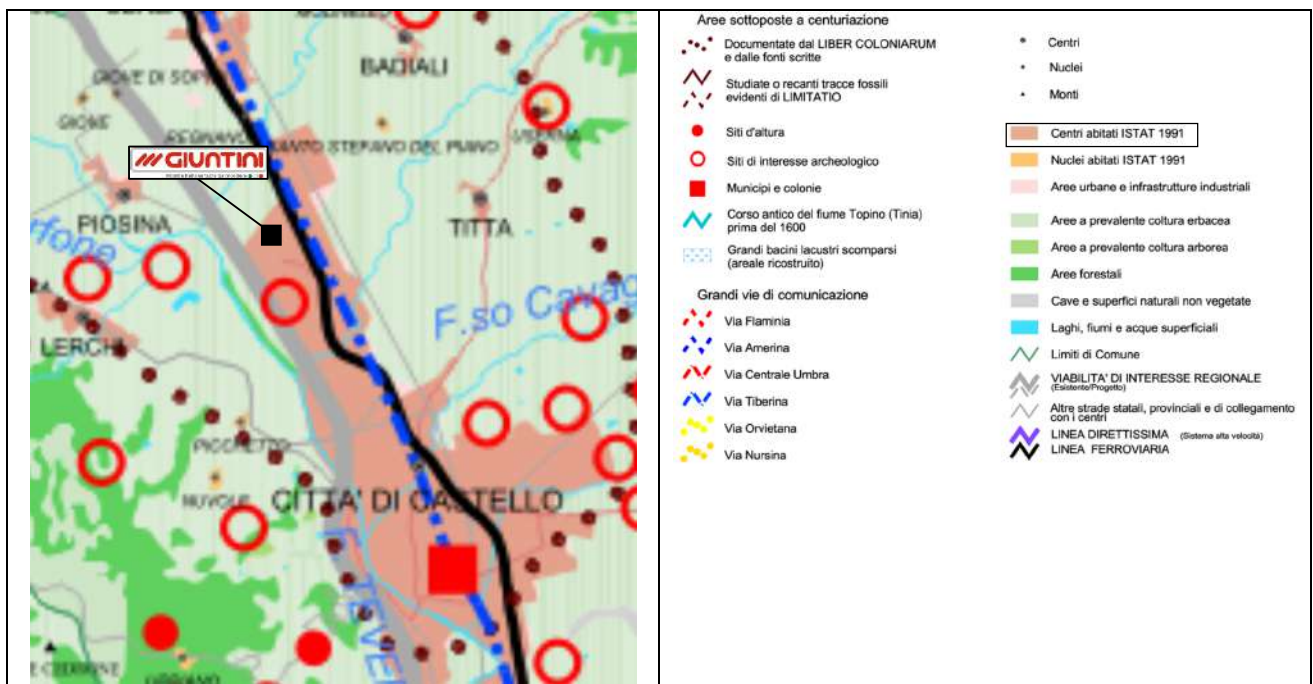 BADIALI
GIOVE DI SOPR
GIONE
REGNANO
SANTO STEFANO DEL PIANO
USERNA
GIUNTINI
PIOSINA
TITTA
F.so Cavag
LERCHI
PICCHETTO
NUVOLE
CITTA' DI CASTELLO
F. TEVER
Aree sottoposte a centuriazione
Documentate dal LIBER COLONIARUM
e dalle fonti scritte
Studiate o recanti tracce fossili
evidenti di LIMITATIO
Siti d'altura
Siti di interesse archeologico
Municipi e colonie
Corso antico del fiume Topino (Tinia)
prima del 1600
Grandi bacini lacustri scomparsi
(areale ricostruito)
Grandi vie di comunicazione
Via Flaminia
Via Amerina
Via Centrale Umbra
Via Tiberina
Via Orvietana
Via Nursina
Centri
Nuclei
Monti
Centri abitati ISTAT 1991
Nuclei abitati ISTAT 1991
Aree urbane e infrastrutture industriali
Aree a prevalente coltura erbacea
Aree a prevalente coltura arborea
Aree forestali
Cave e superfici naturali non vegetate
Laghi, fiumi e acque superficiali
Limiti di Comune
VIABILITA' DI INTERESSE REGIONALE
(Esistente/Progetto)
Altre strade statali, provinciali e di collegamento
con i centri
LINEA DIRETTISSIMA (Sistema alta velocità)
LINEA FERROVIARIA